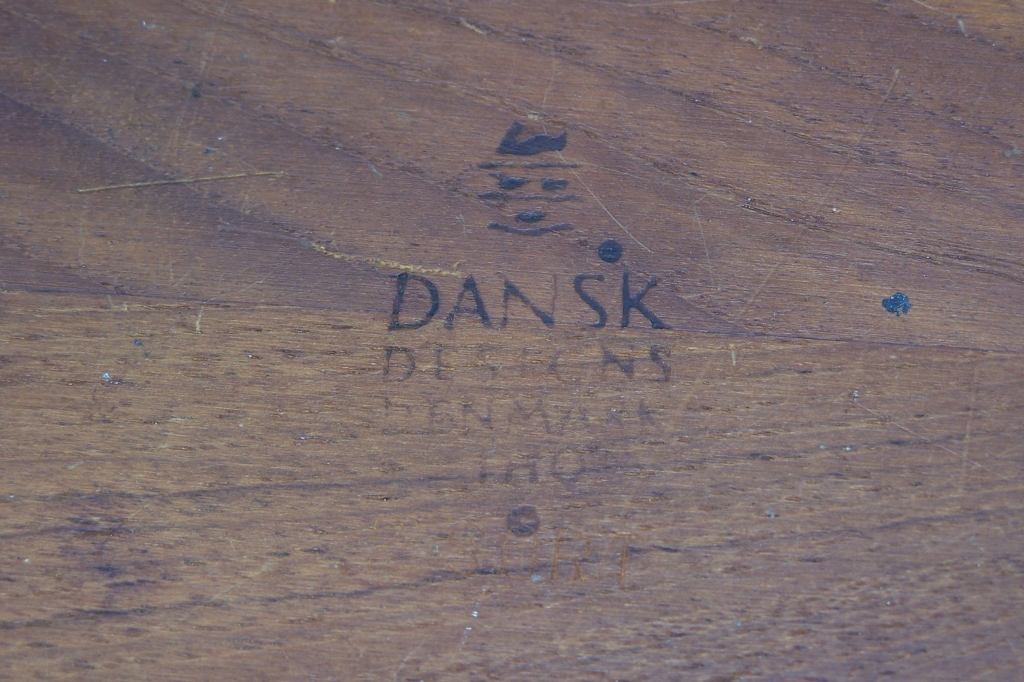 DANSK
DESIGNS
DENMARK
IHQ